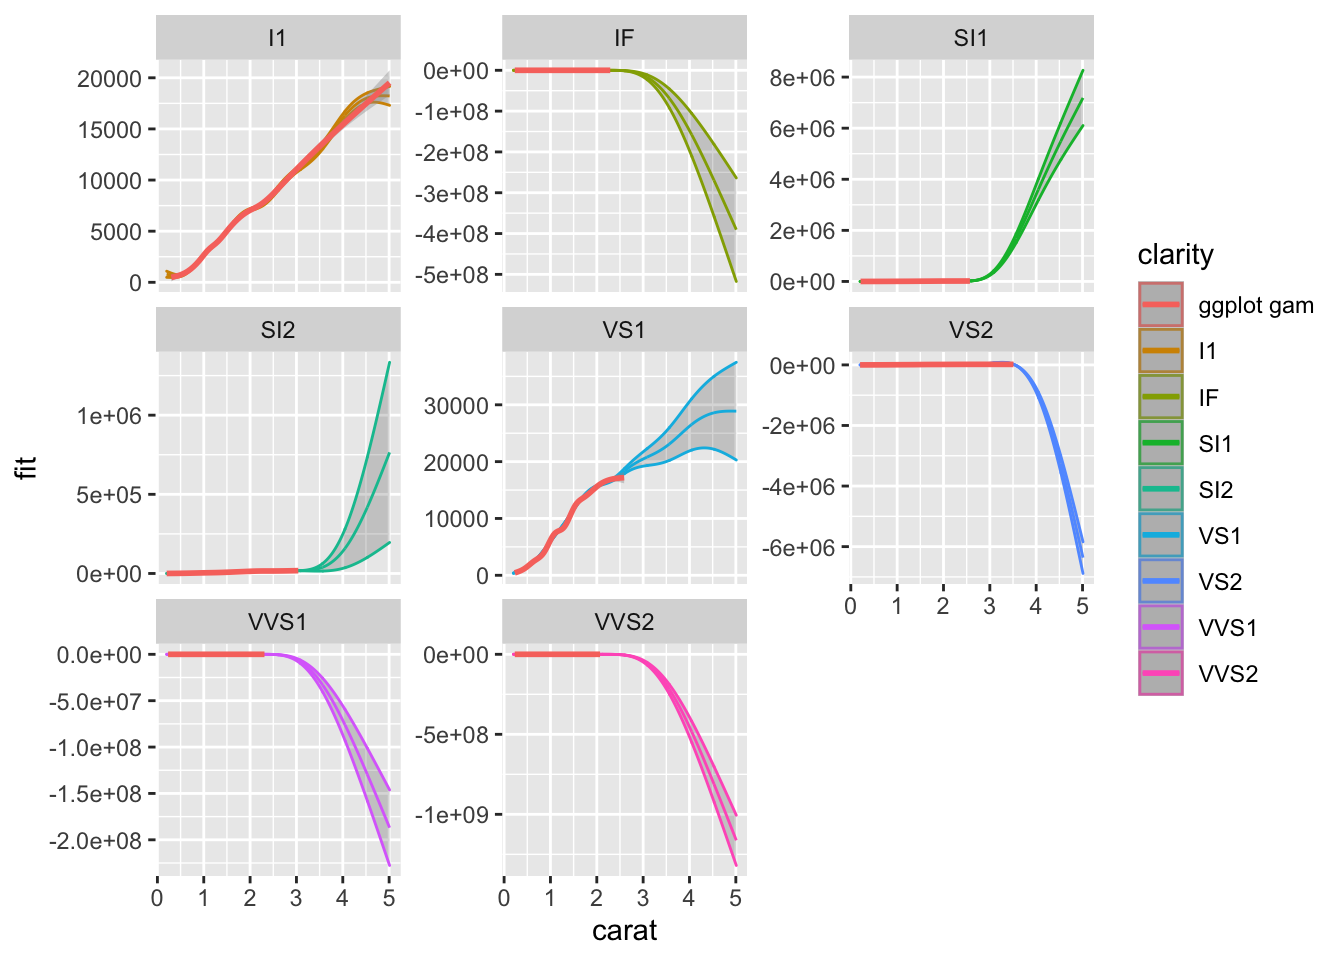 I1
IF
SI1
20000
15000
10000
5000
0
0e+00
-1e+08
-2e+08
-3e+08
-4e+08
-5e+08
8e+06
6e+06
4e+06
2e+06
0e+00
SI2
VS1
VS2
1e+06
5e+05
0e+00
30000
20000
10000
0
0e+00
-2e+06
-4e+06
-6e+06
0 1 2 3 4 5
VVS1
VVS2
0.0e+00
-5.0e+07
-1.0e+08
-1.5e+08
-2.0e+08
0e+00
-5e+08
-1e+09
0 1 2 3 4 5
0 1 2 3 4 5
carat
fit
clarity
ggplot gam
I1
IF
SI1
SI2
VS1
VS2
VVS1
VVS2